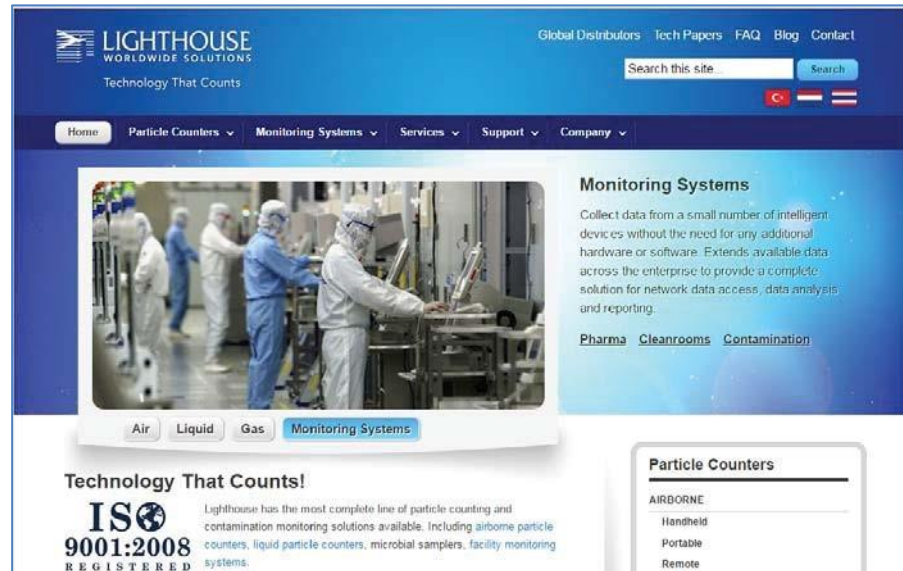 LIGHTHOUSE
WORLDWIDE SOLUTIONS
Technology That Counts
Global Distributors Tech Papers FAQ Blog Contact
Search this site... Search
Home Particle Counters Monitoring Systems Services Support Company
Monitoring Systems
Collect data from a small number of intelligent
devices without the need for any additional
hardware or software. Extends available data
across the enterprise to provide a complete
solution for network data access, data analysis
and reporting.
Pharma Cleanrooms Contamination
Air Liquid Gas Monitoring Systems
Technology That Counts!
ISO
9001:2008
REGISTERED
Lighthouse has the most complete line of particle counting and
contamination monitoring solutions available. Including airborne particle
counters, liquid particle counters, microbial samplers, facility monitoring
systems.
Particle Counters
AIRBORNE
Handheld
Portable
Remote